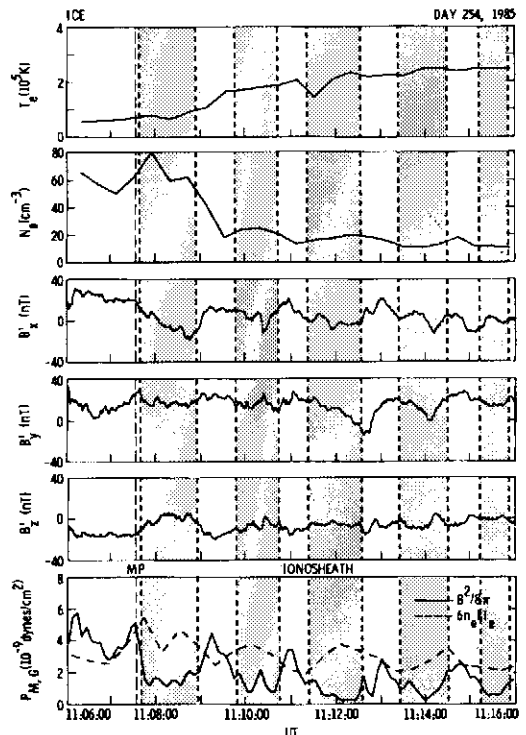 ICE DAY 254, 1985
T_e (10^5 K)
4
2
0
N_e (cm^-3)
80
60
40
20
0
B'_x (nT)
40
0
-40
B'_y (nT)
40
0
-40
B'_z (nT)
40
0
-40
MP IONOSHEATH
P_M,G (10^-9 dynes/cm^2)
8
6
4
2
0
B^2/8π
11:06:00 11:08:00 11:10:00 11:12:00 11:14:00 11:16:00
UT